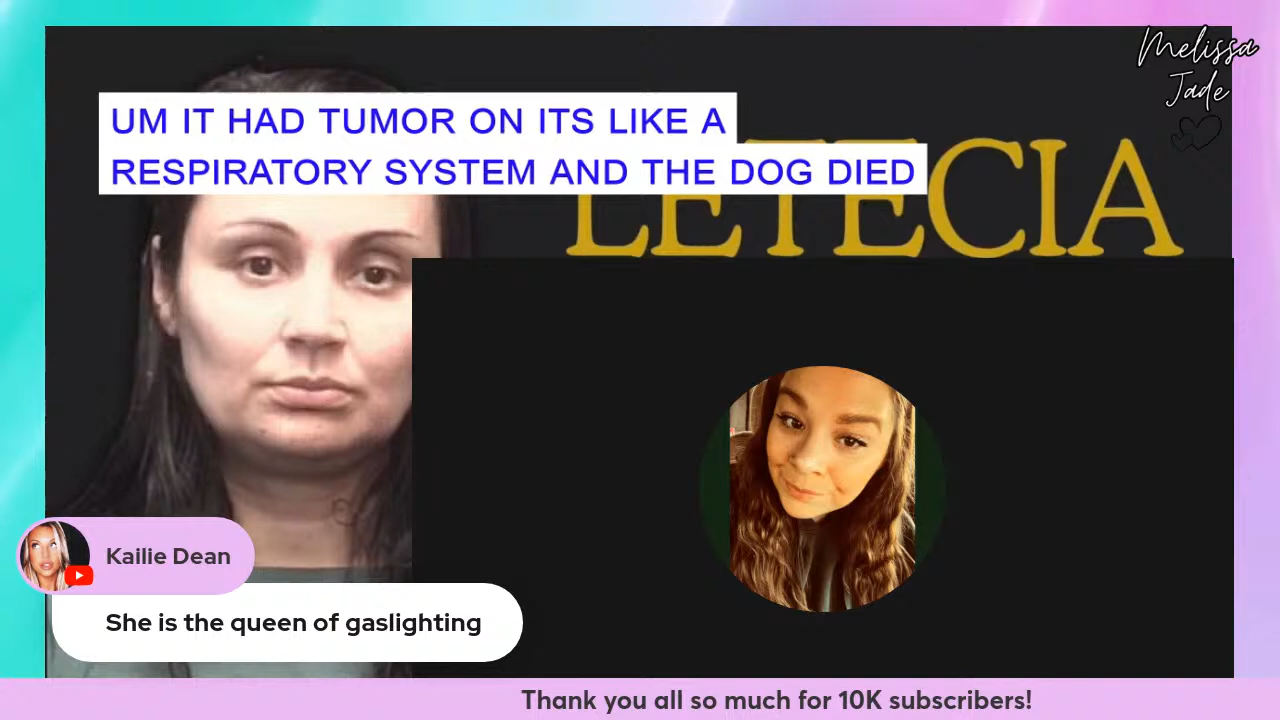 Melissa
Jade
UM IT HAD TUMOR ON ITS LIKE A
RESPIRATORY SYSTEM AND THE DOG DIED
LETECIA
Kailie Dean
She is the queen of gaslighting
Thank you all so much for 10K subscribers!